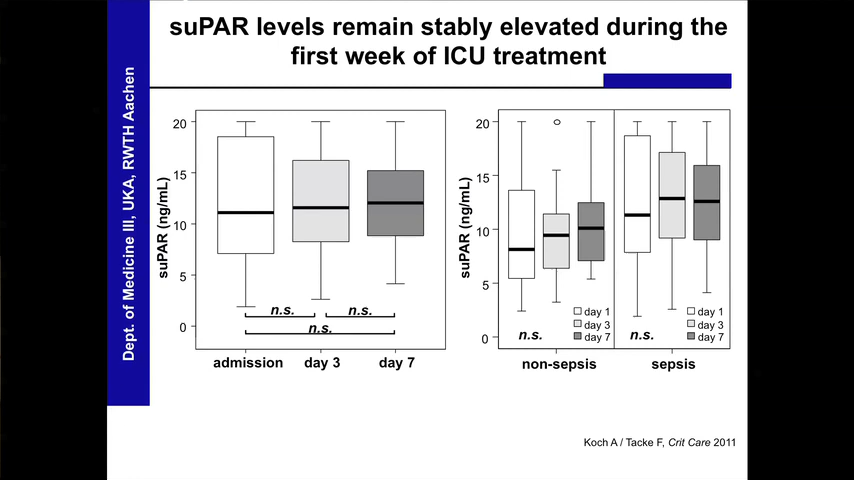 suPAR levels remain stably elevated during the
first week of ICU treatment
Dept. of Medicine III, UKA, RWTH Aachen
suPAR (ng/mL)
20
15
10
5
0
n.s.
n.s.
n.s.
admission
day 3
day 7
suPAR (ng/mL)
20
15
10
5
0
n.s.
day 1
day 3
day 7
n.s.
day 1
day 3
day 7
non-sepsis
sepsis
Koch A / Tacke F, Crit Care 2011